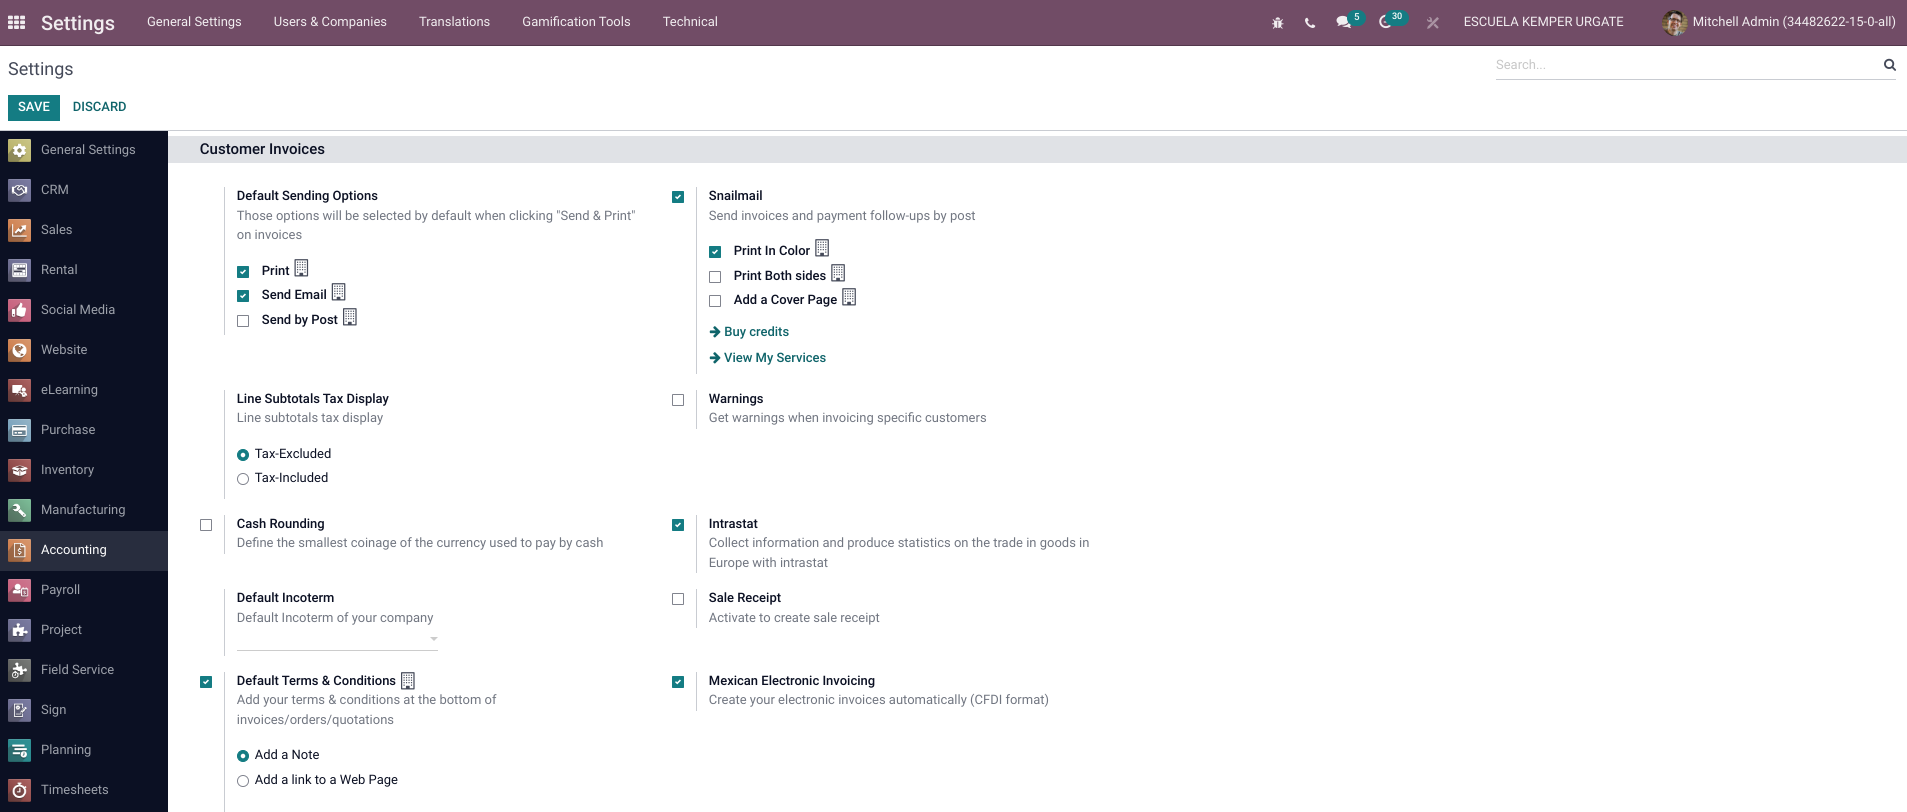 Settings
General Settings
Users & Companies
Translations
Gamification Tools
Technical
5
30
ESCUELA KEMPER URGATE
Mitchell Admin (34482622-15-0-all)
Settings
Search...
SAVE
DISCARD
General Settings
CRM
Sales
Rental
Social Media
Website
eLearning
Purchase
Inventory
Manufacturing
Accounting
Payroll
Project
Field Service
Sign
Planning
Timesheets
Customer Invoices
Default Sending Options
Those options will be selected by default when clicking "Send & Print"
on invoices
Print
Send Email
Send by Post
Snailmail
Send invoices and payment follow-ups by post
Print In Color
Print Both sides
Add a Cover Page
Buy credits
View My Services
Line Subtotals Tax Display
Line subtotals tax display
Tax-Excluded
Tax-Included
Warnings
Get warnings when invoicing specific customers
Cash Rounding
Define the smallest coinage of the currency used to pay by cash
Intrastat
Collect information and produce statistics on the trade in goods in
Europe with intrastat
Default Incoterm
Default Incoterm of your company
Sale Receipt
Activate to create sale receipt
Default Terms & Conditions
Add your terms & conditions at the bottom of
invoices/orders/quotations
Add a Note
Add a link to a Web Page
Mexican Electronic Invoicing
Create your electronic invoices automatically (CFDI format)